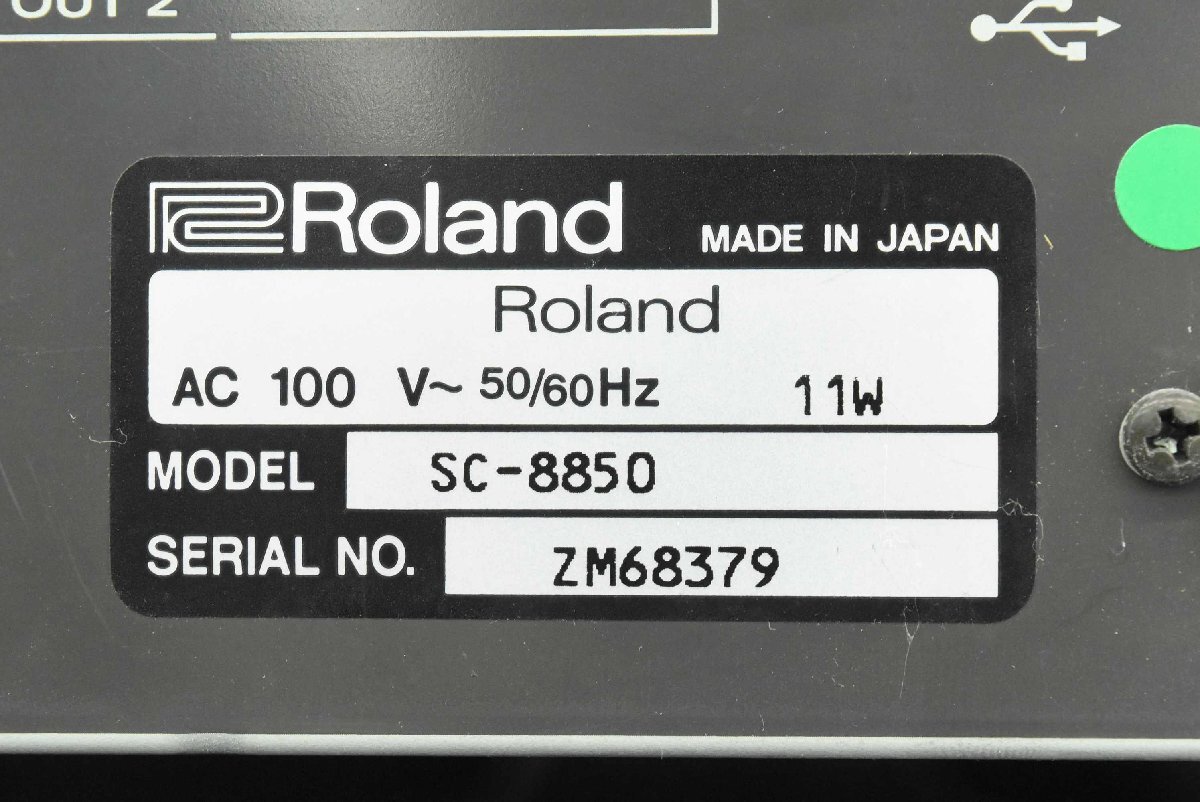 OUT 2
Roland MADE IN JAPAN
Roland
AC 100 V~ 50/60Hz 11W
MODEL SC-8850
SERIAL NO. ZM68379